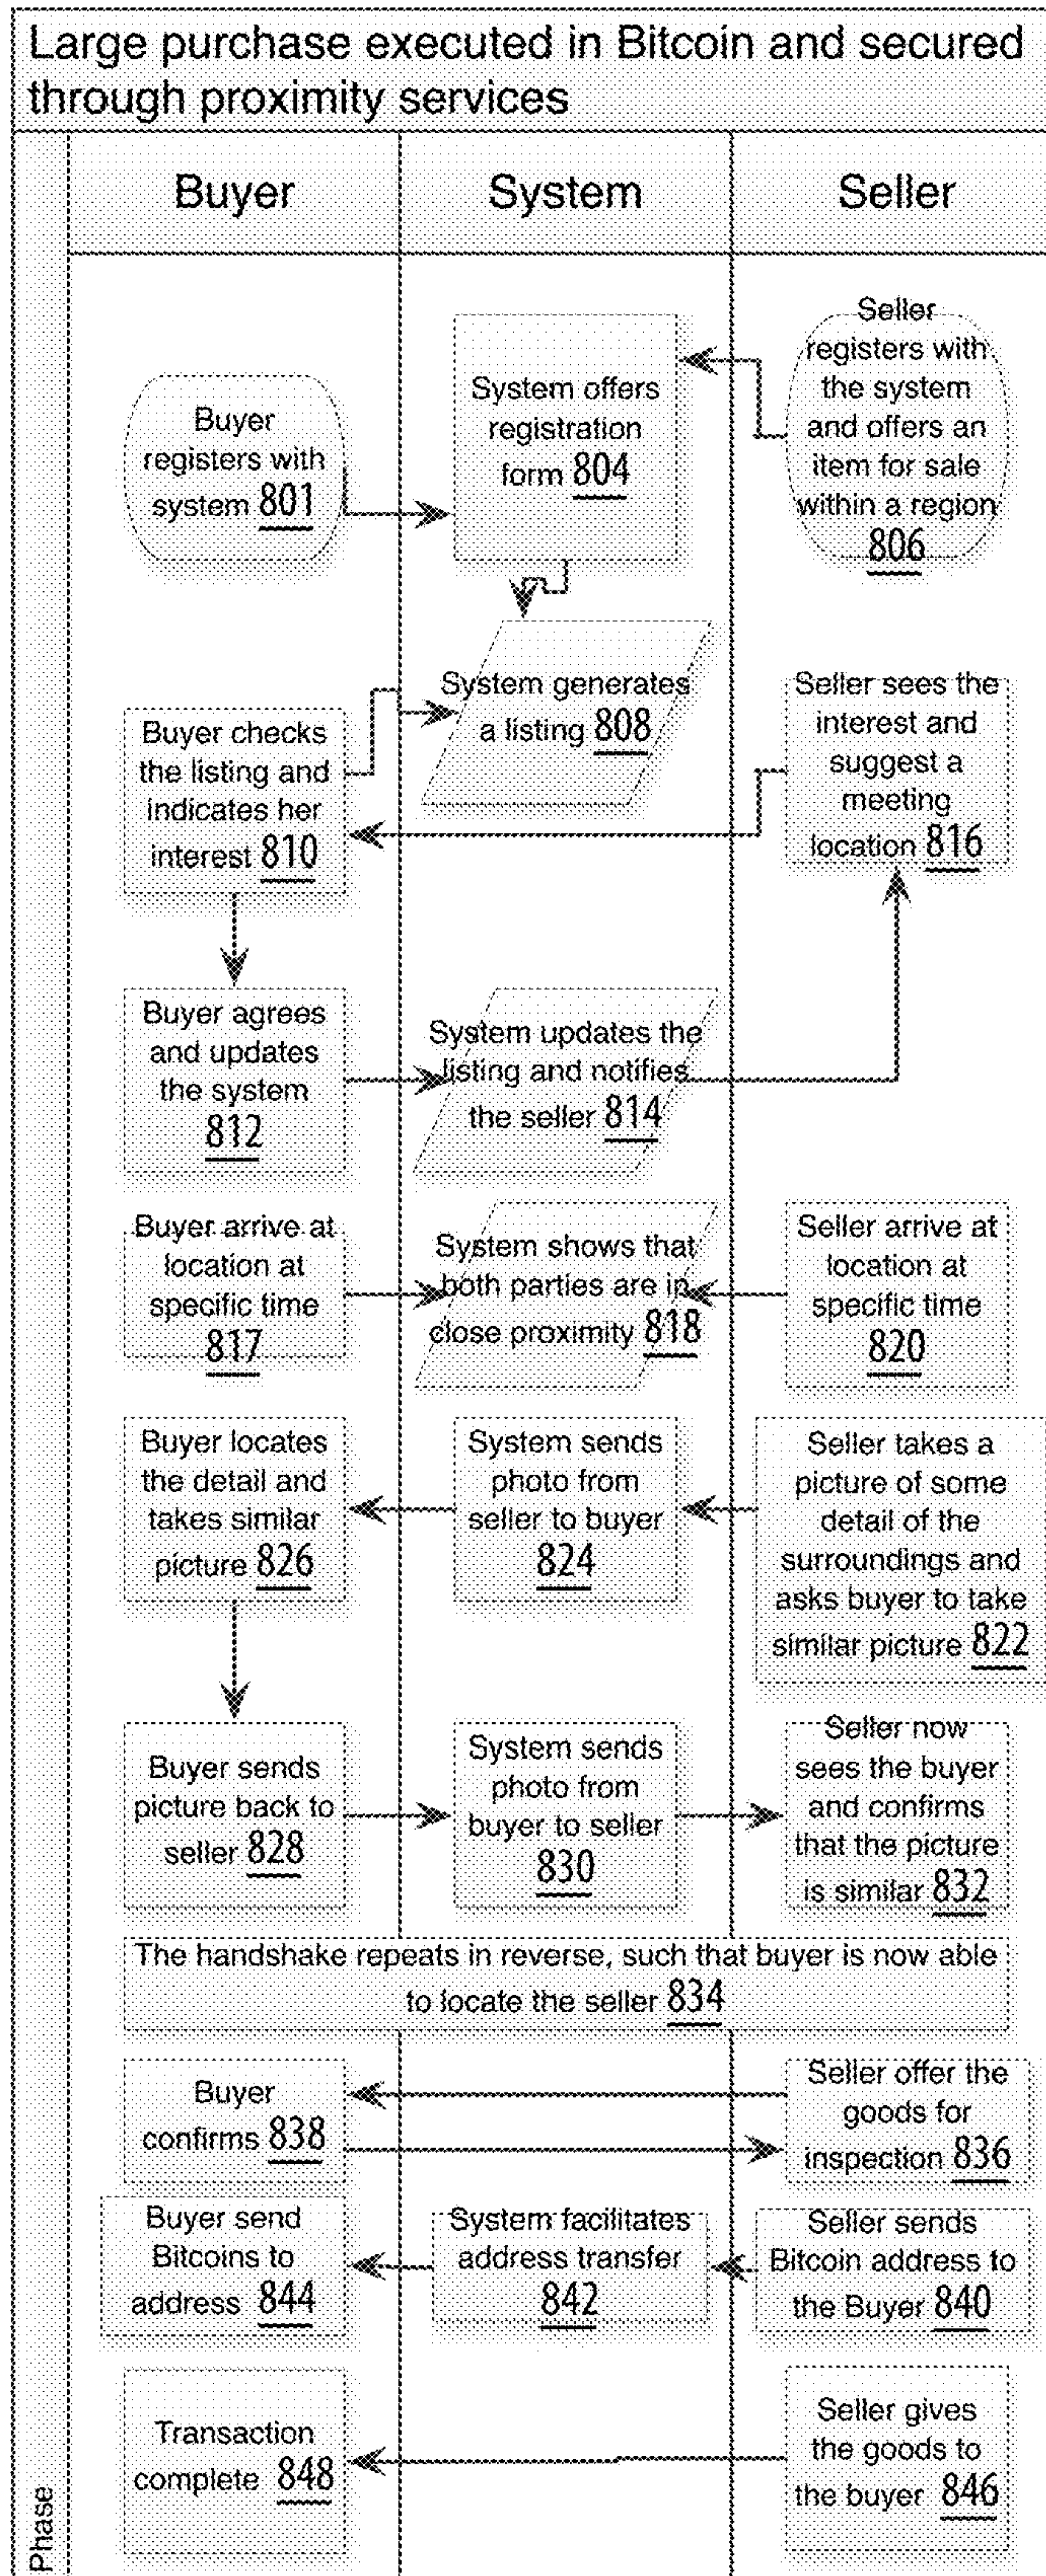 Large purchase executed in Bitcoin and secured
through proximity services
Buyer
System
Seller
Buyer
registers with
system 801
System offers
registration
form 804
Seller
registers with
the system
and offers an
item for sale
within a region
806
System generates
a listing 808
Buyer checks
the listing and
indicates her
interest 810
Seller sees the
interest and
suggest a
meeting
location 816
Buyer agrees
and updates
the system
812
System updates the
listing and notifies
the seller 814
Buyer arrive at
location at
specific time
817
System shows that
both parties are in
close proximity 818
Seller arrive at
location at
specific time
820
Buyer locates
the detail and
takes similar
picture 826
System sends
photo from
seller to buyer
824
Seller takes a
picture of some
detail of the
surroundings and
asks buyer to take
similar picture 822
Buyer sends
picture back to
seller 828
System sends
photo from
buyer to seller
830
Seller now
sees the buyer
and confirms
that the picture
is similar 832
The handshake repeats in reverse, such that buyer is now able
to locate the seller 834
Buyer
confirms 838
Seller offer the
goods for
inspection 836
Buyer send
Bitcoins to
address 844
System facilitates
address transfer
842
Seller sends
Bitcoin address to
the Buyer 840
Transaction
complete 848
Seller gives
the goods to
the buyer 846
Phase